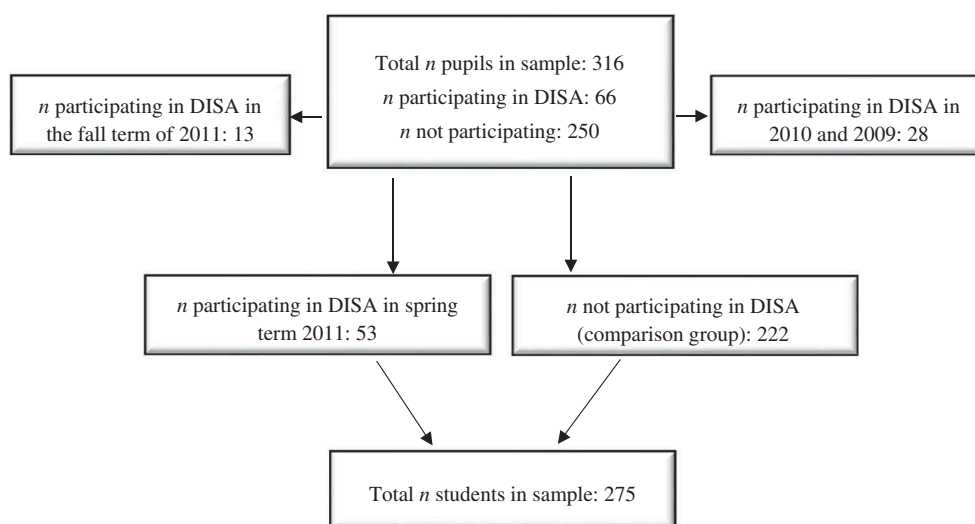 Total n pupils in sample: 316
n participating in DISA: 66
n not participating: 250
n participating in DISA in
the fall term of 2011: 13
n participating in DISA in
2010 and 2009: 28
n participating in DISA in spring
term 2011: 53
n not participating in DISA
(comparison group): 222
Total n students in sample: 275